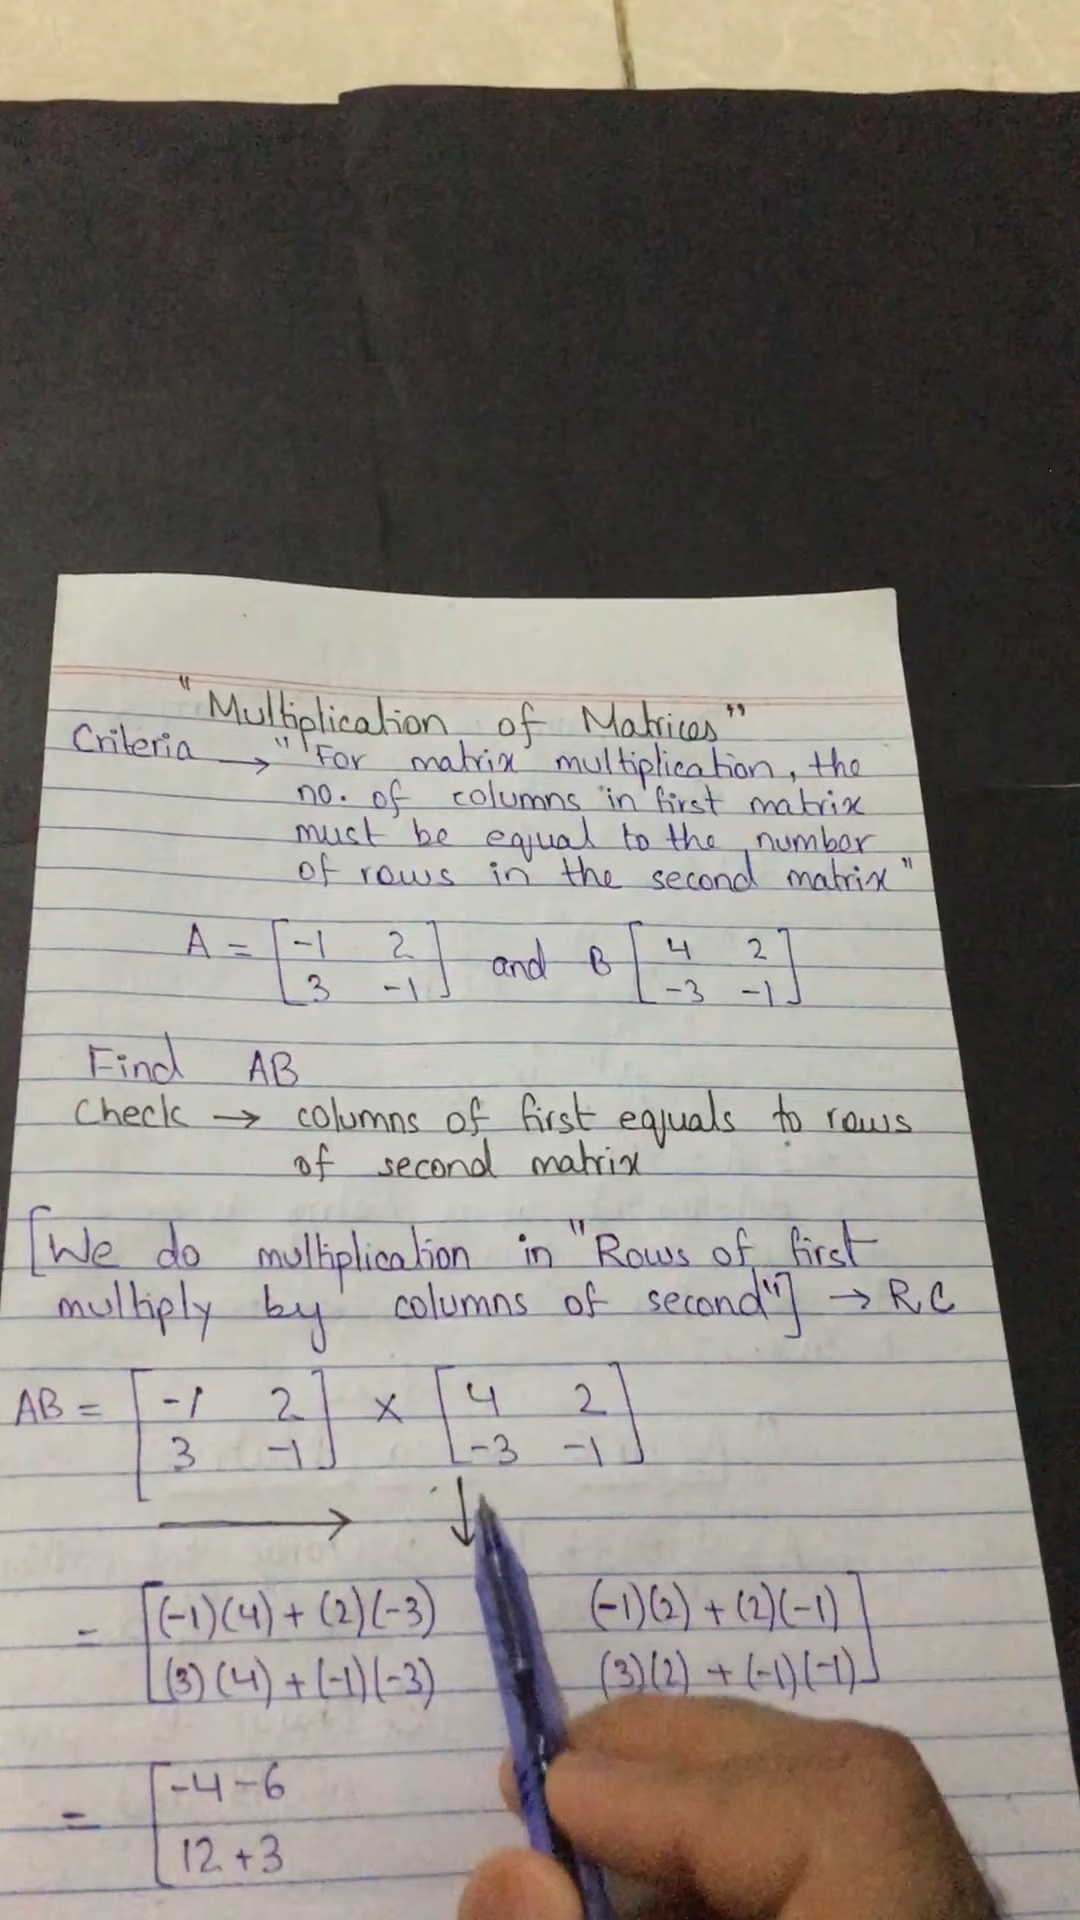 "Multiplication of Matrices"
Criteria → "For matrix multiplication, the
no. of columns in first matrix
must be equal to the number
of rows in the second matrix"
A = [-1 2] and B [4 2]
[3 -1] [-3 -1]
Find AB
Check → columns of first equals to rows
of second matrix
[We do multiplication in "Rows of first
multiply by columns of second"] → RC
AB = [-1 2] × [4 2]
[3 -1] [-3 -1]
= [(-1)(4) + (2)(-3) (-1)(2) + (2)(-1)]
[(3)(4) + (-1)(-3) (3)(2) + (-1)(-1)]
= [-4-6
[12+3